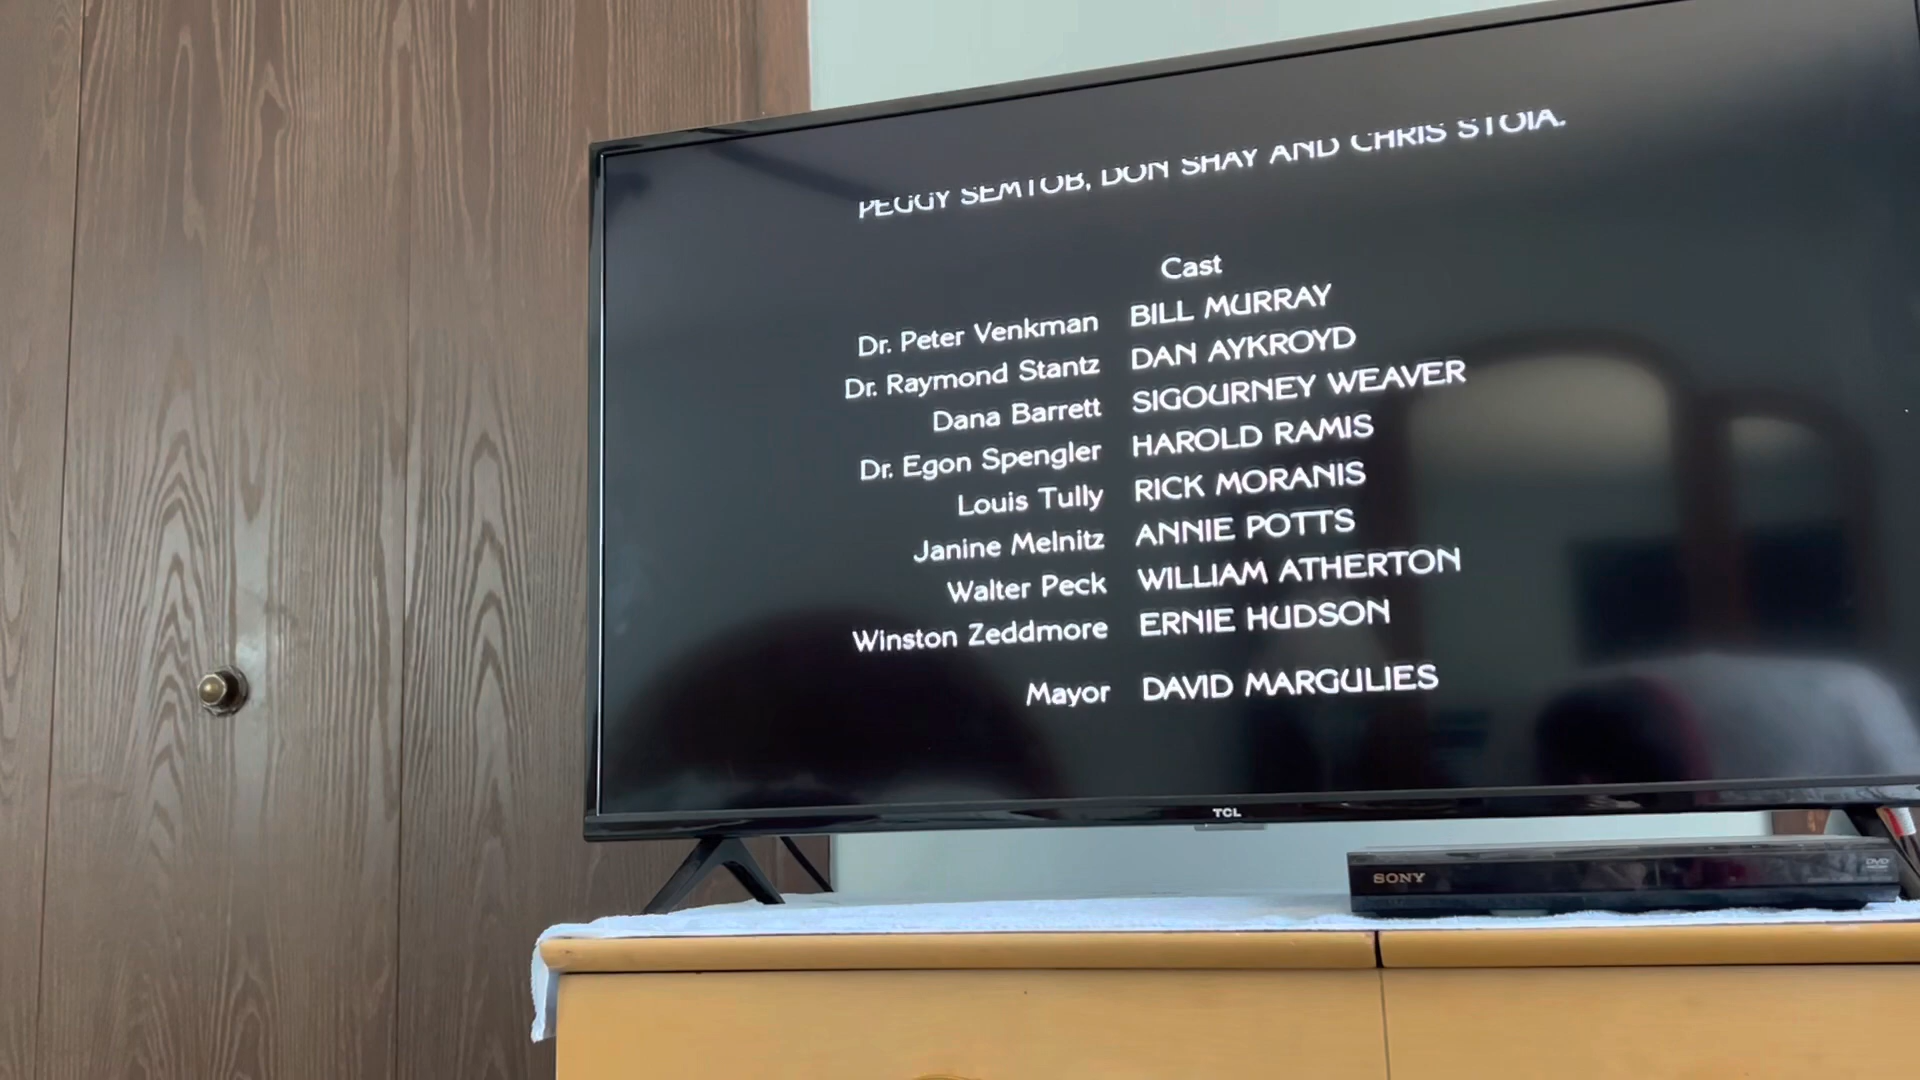 PEGGY SEMTOB, DON SHAY AND CHRIS STOIA.
Cast
Dr. Peter Venkman BILL MURRAY
Dr. Raymond Stantz DAN AYKROYD
Dana Barrett SIGOURNEY WEAVER
Dr. Egon Spengler HAROLD RAMIS
Louis Tully RICK MORANIS
Janine Melnitz ANNIE POTTS
Walter Peck WILLIAM ATHERTON
Winston Zeddmore ERNIE HUDSON
Mayor DAVID MARGULIES
TCL
SONY
DVD